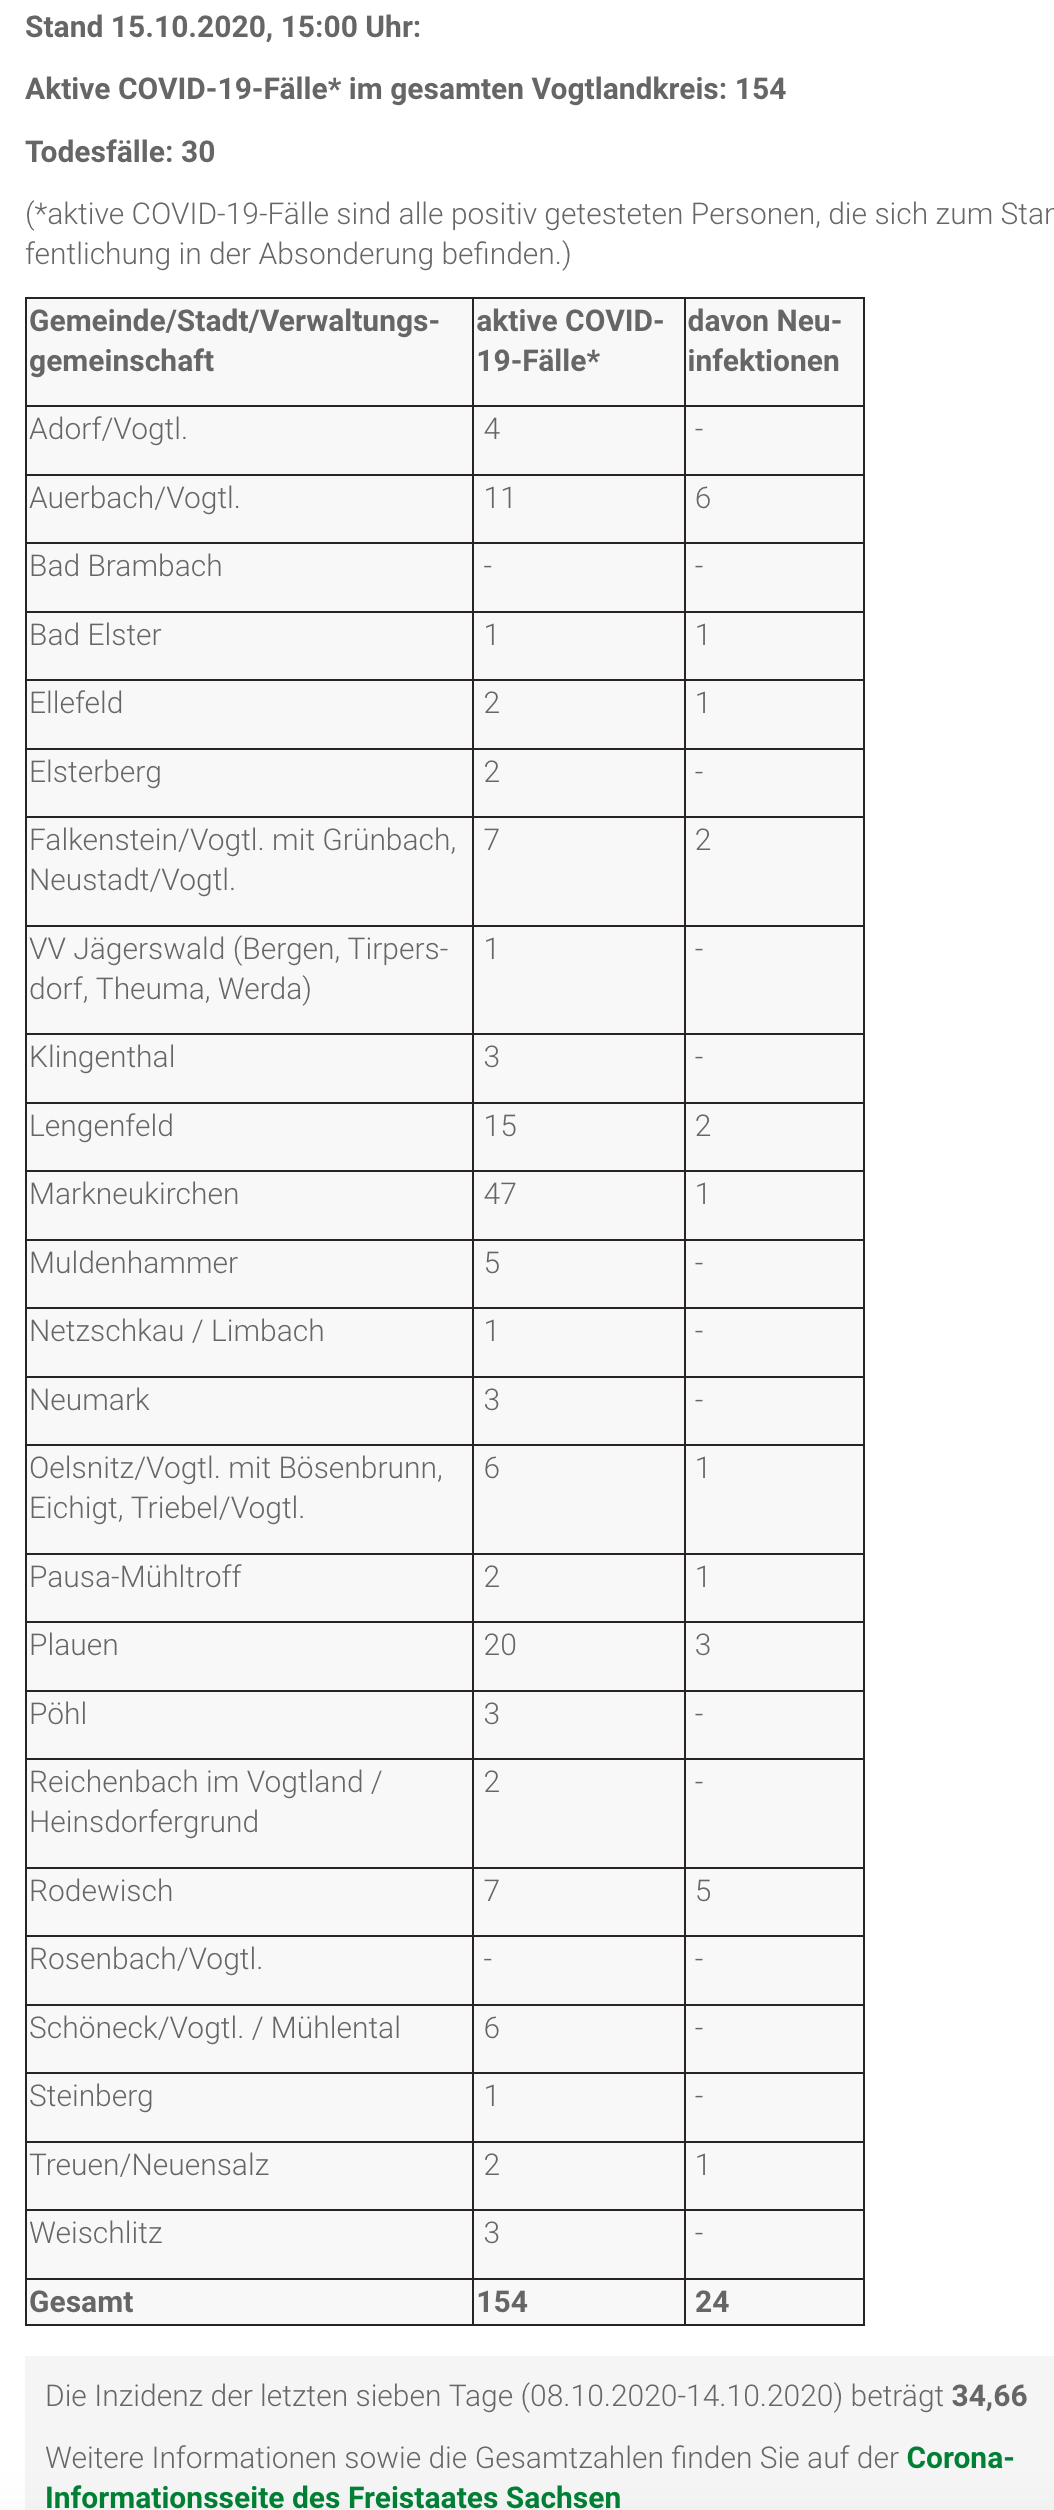 Stand 15.10.2020, 15:00 Uhr:
Aktive COVID-19-Fälle* im gesamten Vogtlandkreis: 154
Todesfälle: 30
(*aktive COVID-19-Fälle sind alle positiv getesteten Personen, die sich zum
fentlichung in der Absonderung befinden.)
Gemeinde/Stadt/Verwaltungs- aktive COVID- davon Neu-
gemeinschaft 19-Fälle* infektionen
Adorf/Vogtl. 4 -
Auerbach/Vogtl. 11 6
Bad Brambach - -
Bad Elster 1 1
Ellefeld 2 1
Elsterberg 2 -
Falkenstein/Vogtl. mit Grünbach, 7 2
Neustadt/Vogtl.
VV Jägerswald (Bergen, Tirpers- 1 -
dorf, Theuma, Werda)
Klingenthal 3 -
Lengenfeld 15 2
Markneukirchen 47 1
Muldenhammer 5 -
Netzschkau / Limbach 1 -
Neumark 3 -
Oelsnitz/Vogtl. mit Bösenbrunn, 6 1
Eichigt, Triebel/Vogtl.
Pausa-Mühltroff 2 1
Plauen 20 3
Pöhl 3 -
Reichenbach im Vogtland / 2 -
Heinsdorfergrund
Rodewisch 7 5
Rosenbach/Vogtl. - -
Schöneck/Vogtl. / Mühlental 6 -
Steinberg 1 -
Treuen/Neuensalz 2 1
Weischlitz 3 -
Gesamt 154 24
Die Inzidenz der letzten sieben Tage (08.10.2020-14.10.2020) beträgt 34,66
Weitere Informationen sowie die Gesamtzahlen finden Sie auf der Corona-
Informationsseite des Freistaates Sachsen